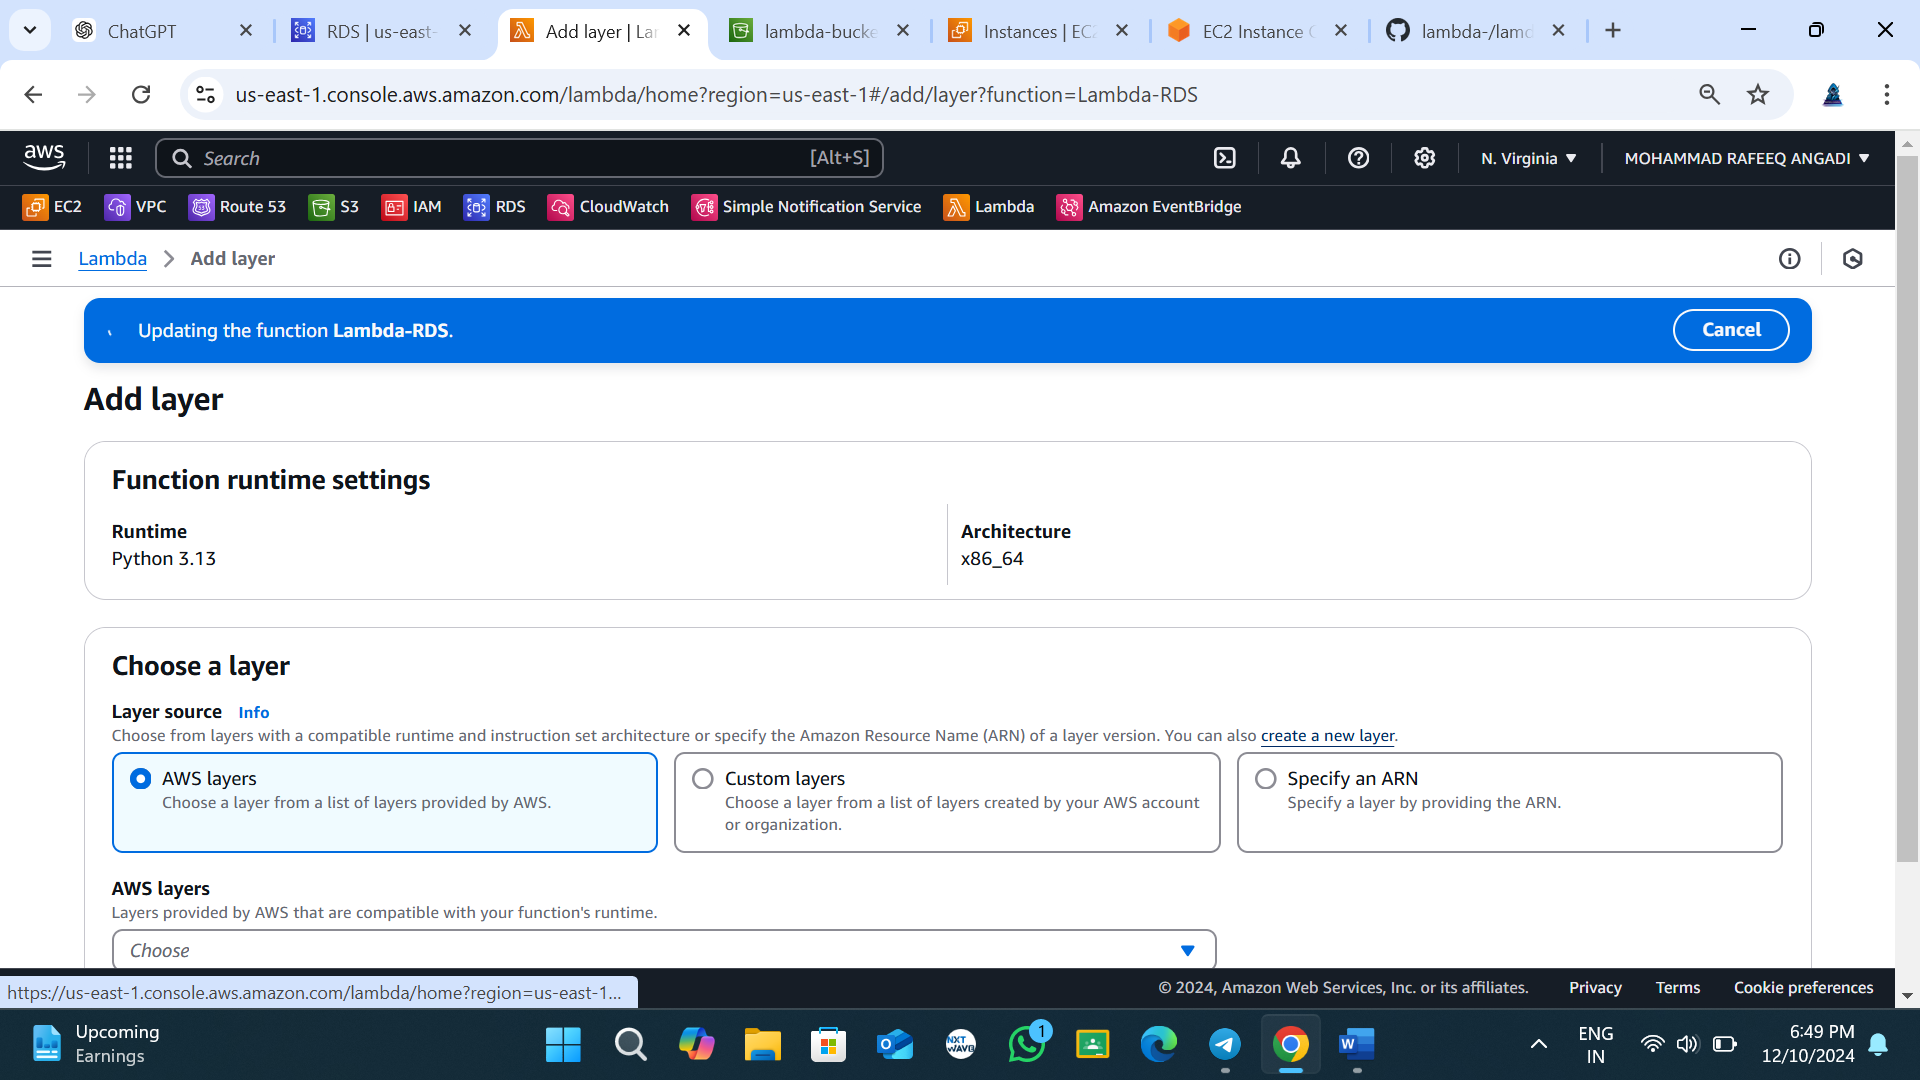 ChatGPT
RDS | us-east-
Add layer | La
lambda-bucke
Instances | EC2
EC2 Instance C
lambda-/lamd
us-east-1.console.aws.amazon.com/lambda/home?region=us-east-1#/add/layer?function=Lambda-RDS
aws
Search
[Alt+S]
N. Virginia
MOHAMMAD RAFEEQ ANGADI
EC2
VPC
Route 53
S3
IAM
RDS
CloudWatch
Simple Notification Service
Lambda
Amazon EventBridge
Lambda > Add layer
Updating the function Lambda-RDS.
Cancel
Add layer
Function runtime settings
Runtime
Python 3.13
Architecture
x86_64
Choose a layer
Layer source Info
Choose from layers with a compatible runtime and instruction set architecture or specify the Amazon Resource Name (ARN) of a layer version. You can also create a new layer.
AWS layers
Choose a layer from a list of layers provided by AWS.
Custom layers
Choose a layer from a list of layers created by your AWS account
or organization.
Specify an ARN
Specify a layer by providing the ARN.
AWS layers
Layers provided by AWS that are compatible with your function's runtime.
Choose
https://us-east-1.console.aws.amazon.com/lambda/home?region=us-east-1...
© 2024, Amazon Web Services, Inc. or its affiliates.
Privacy
Terms
Cookie preferences
Upcoming
Earnings
NXT
WAVE
1
ENG
IN
6:49 PM
12/10/2024